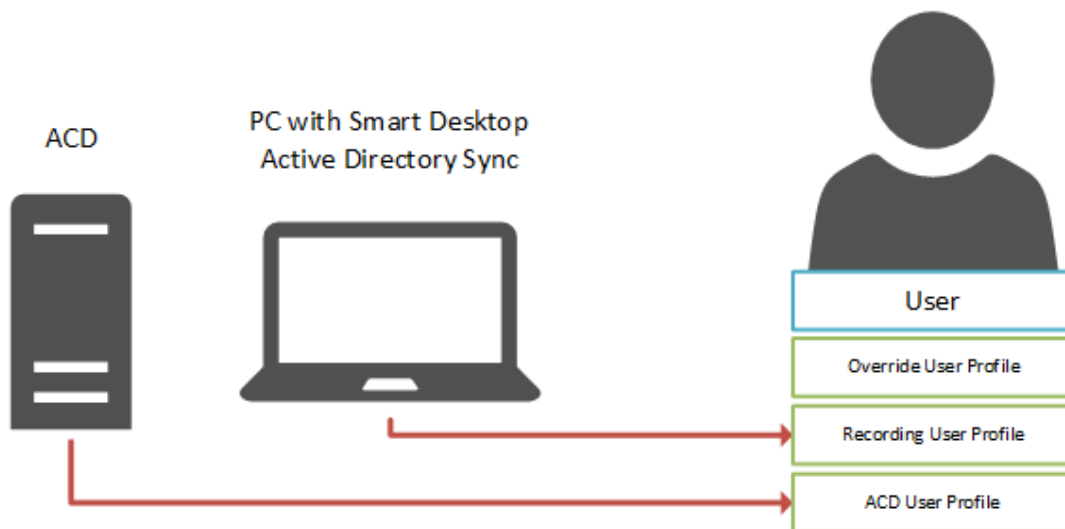 ACD
PC with Smart Desktop
Active Directory Sync
User
Override User Profile
Recording User Profile
ACD User Profile